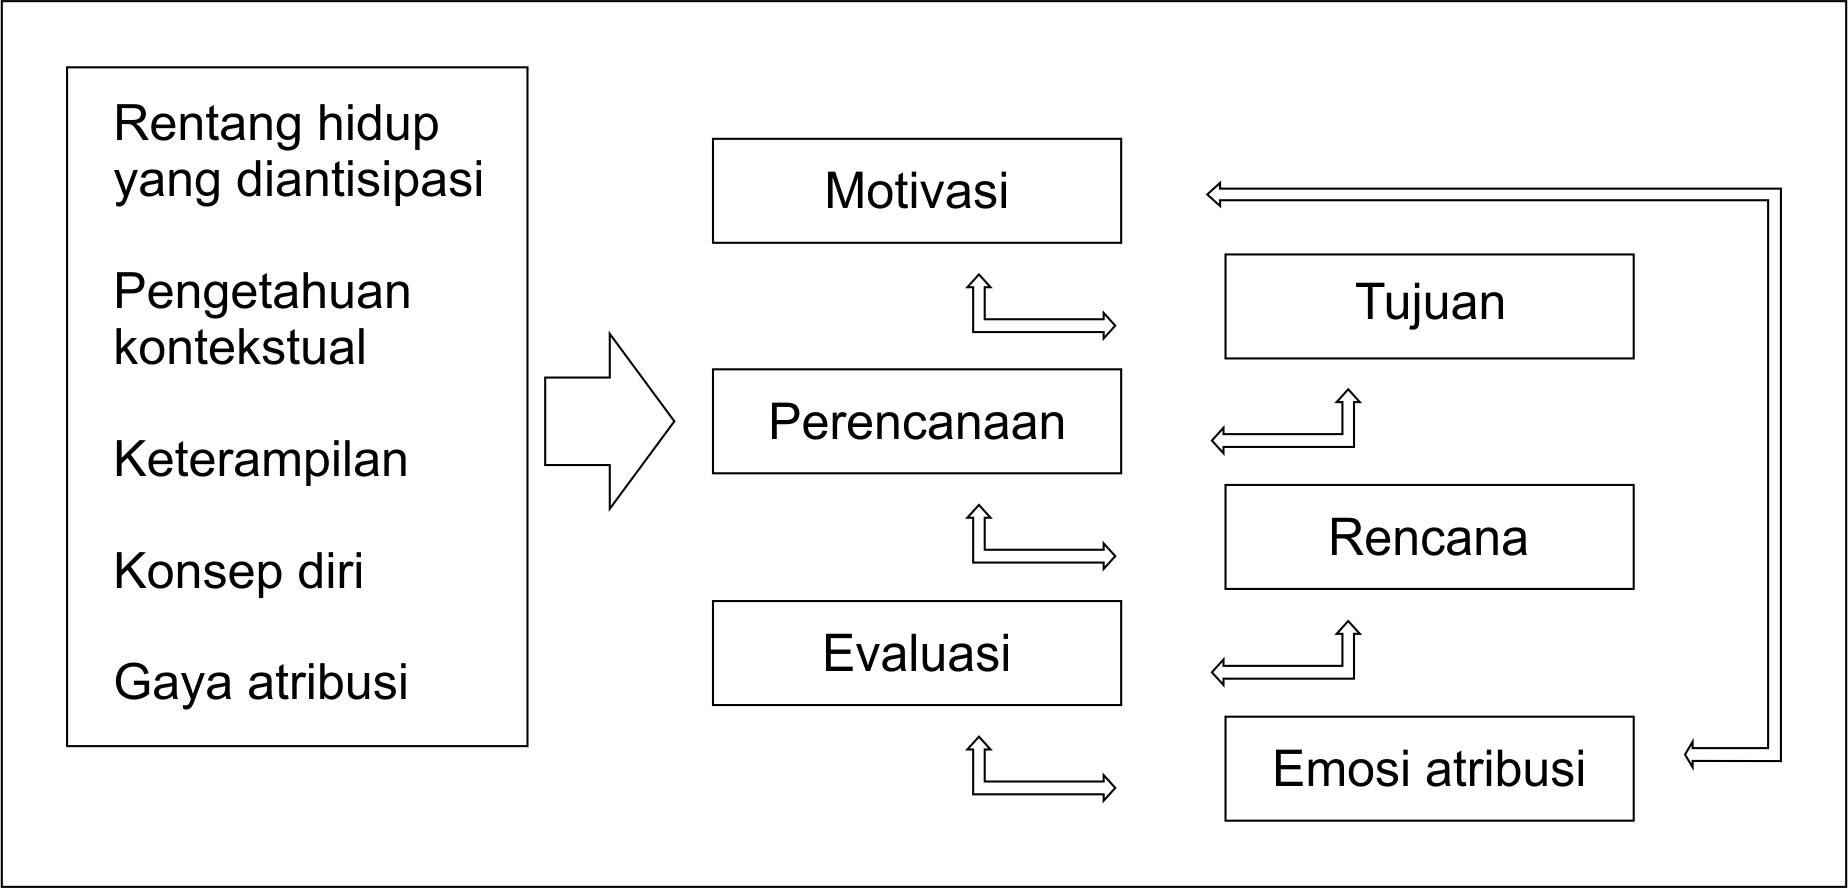 Rentang hidup
yang diantisipasi
Pengetahuan
kontekstual
Keterampilan
Konsep diri
Gaya atribusi
Motivasi
Tujuan
Perencanaan
Rencana
Evaluasi
Emosi atribusi